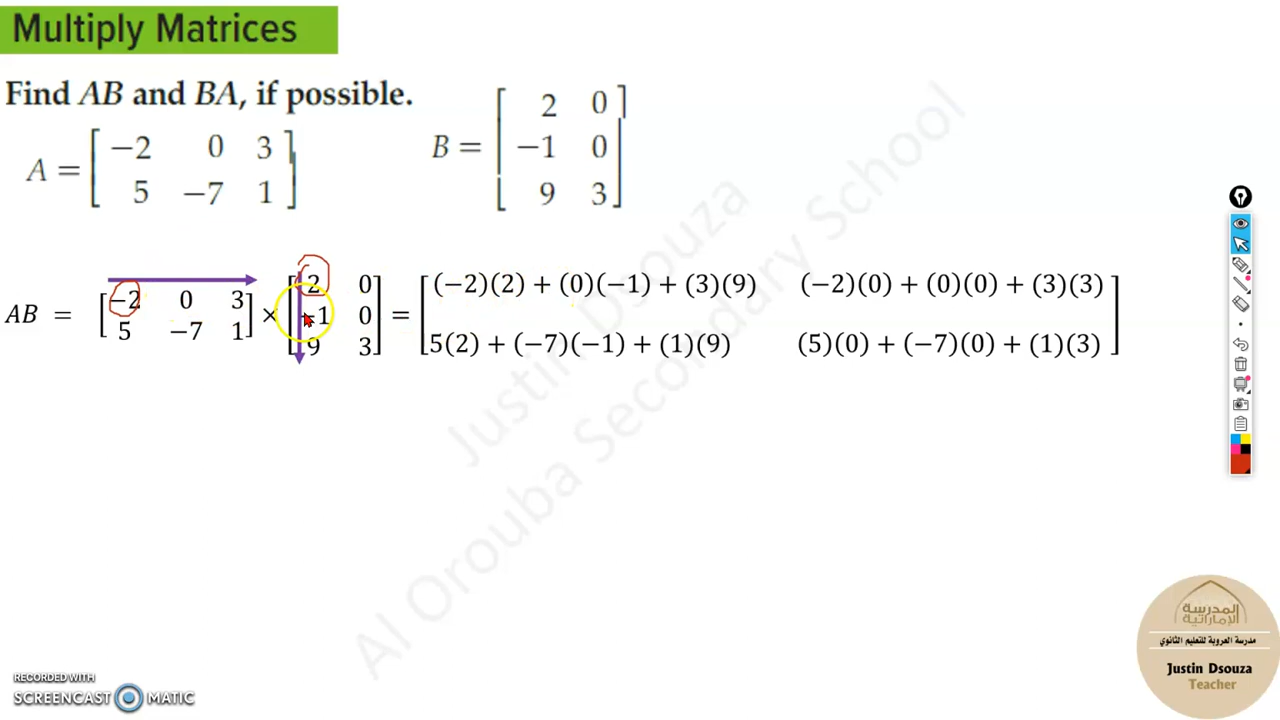 Multiply Matrices
Find AB and BA, if possible.
A = [ −2 0 3
5 −7 1 ]
B = [ 2 0
−1 0
9 3 ]
AB = [ −2 0 3
5 −7 1 ] × [ 2 0
−1 0
9 3 ] = [ (−2)(2) + (0)(−1) + (3)(9) (−2)(0) + (0)(0) + (3)(3)
5(2) + (−7)(−1) + (1)(9) (5)(0) + (−7)(0) + (1)(3) ]
Justin Dsouza
Al Orouba Secondary School
المدرسة
الإماراتية
مدرسة العروبة للتعليم الثانوي
Justin Dsouza
Teacher
RECORDED WITH
SCREENCAST MATIC